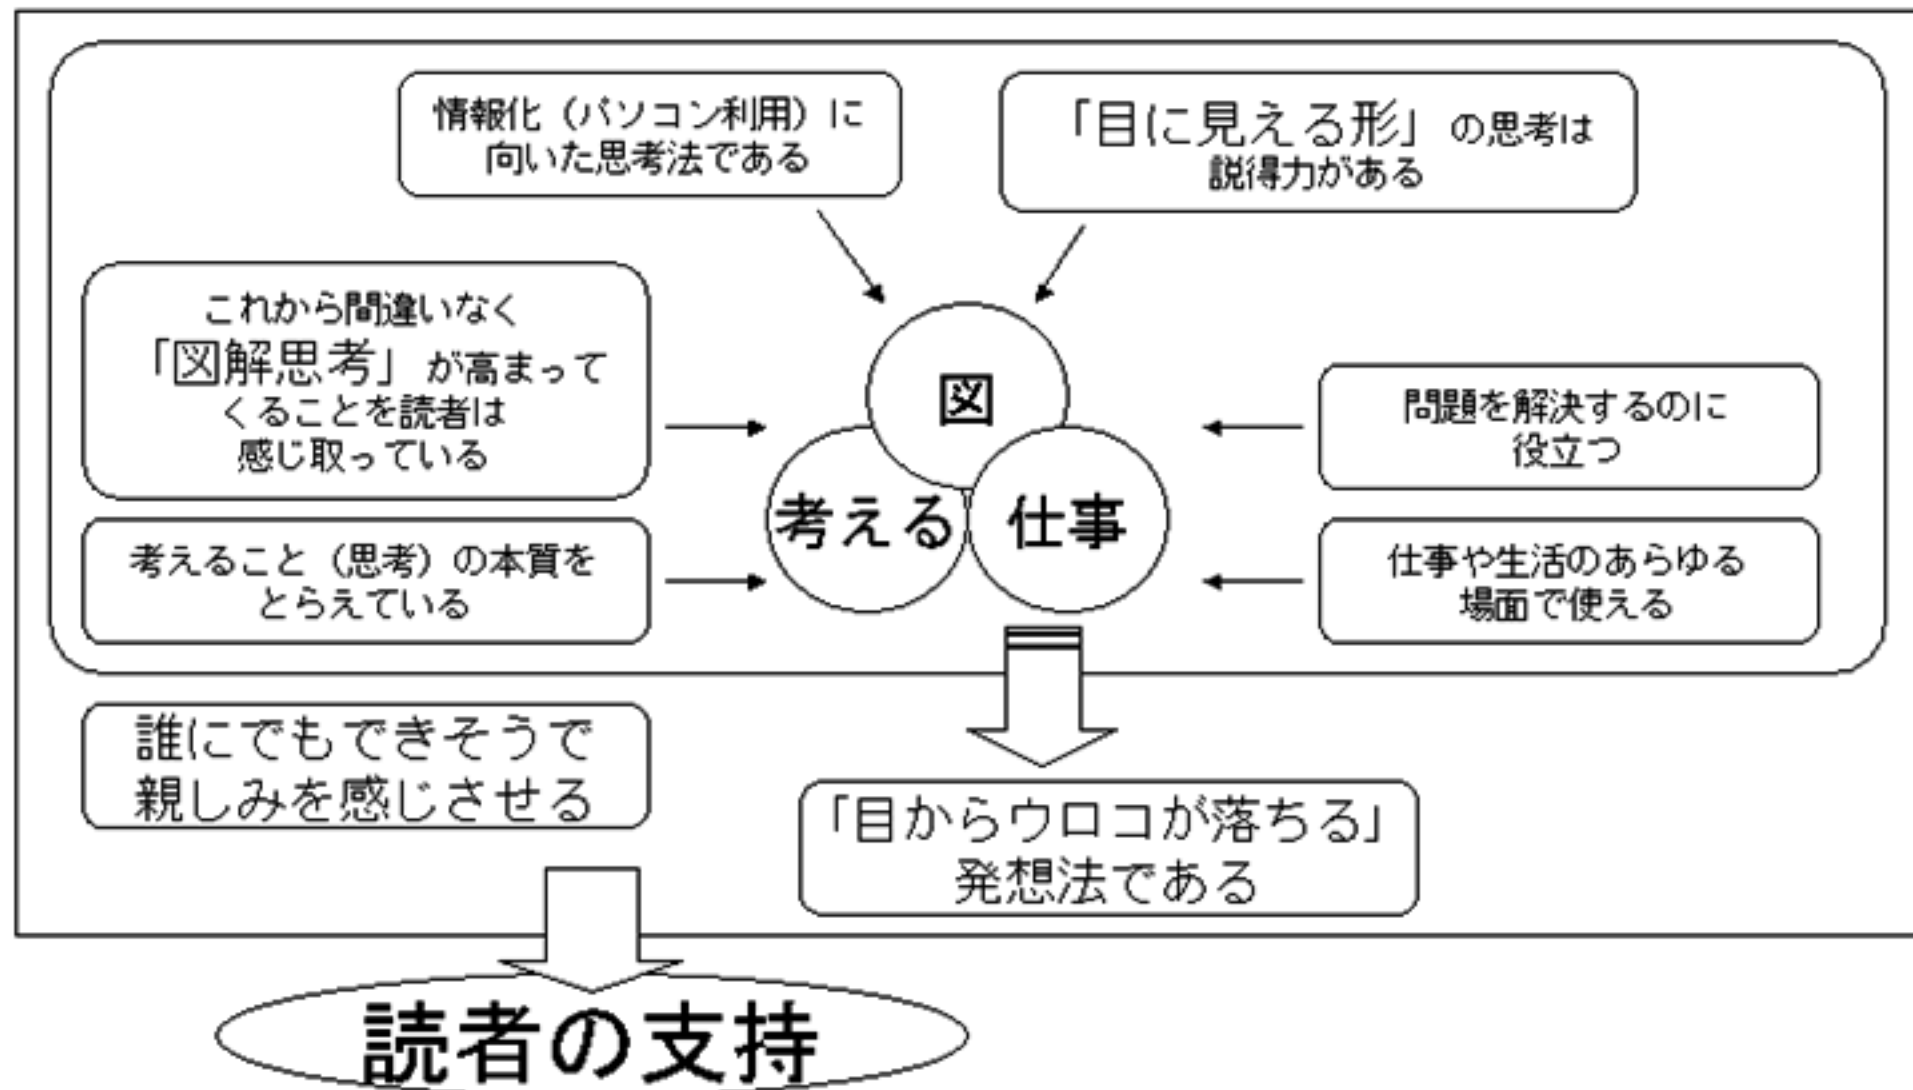 情報化（パソコン利用）に
向いた思考法である
「目に見える形」の思考は
説得力がある
これから間違いなく
「図解思考」が高まって
くることを読者は
感じ取っている
考えること（思考）の本質を
とらえている
図
考える
仕事
問題を解決するのに
役立つ
仕事や生活のあらゆる
場面で使える
誰にでもできそうで
親しみを感じさせる
「目からウロコが落ちる」
発想法である
読者の支持